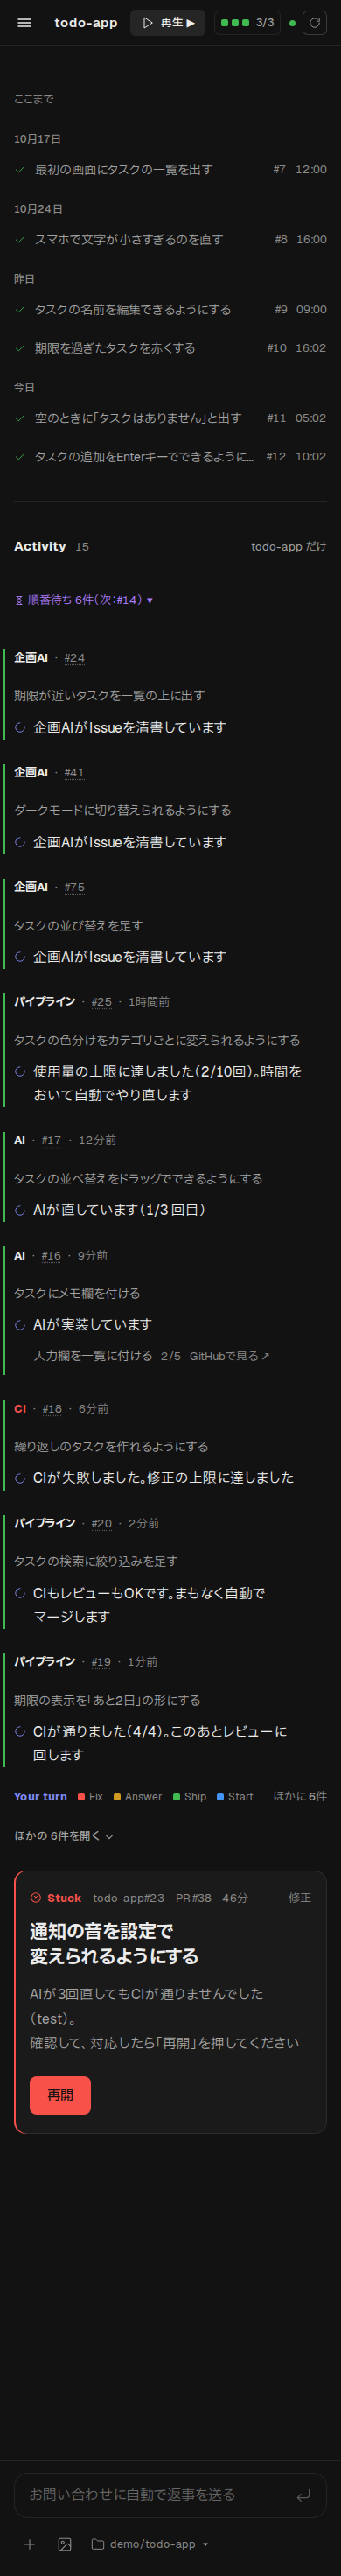 todo-app 再生 ▶ 3/3
ここまで
10月17日
最初の画面にタスクの一覧を出す #7 12:00
10月24日
スマホで文字が小さすぎるのを直す #8 16:00
昨日
タスクの名前を編集できるようにする #9 09:00
期限を過ぎたタスクを赤くする #10 16:02
今日
空のときに「タスクはありません」と出す #11 05:02
タスクの追加をEnterキーでできるように… #12 10:02
Activity 15 todo-app だけ
順番待ち 6件（次：#14） ▾
企画AI · #24
期限が近いタスクを一覧の上に出す
企画AIがIssueを清書しています
企画AI · #41
ダークモードに切り替えられるようにする
企画AIがIssueを清書しています
企画AI · #75
タスクの並び替えを足す
企画AIがIssueを清書しています
パイプライン · #25 · 1時間前
タスクの色分けをカテゴリごとに変えられるようにする
使用量の上限に達しました（2/10回）。時間を
おいて自動でやり直します
AI · #17 · 12分前
タスクの並べ替えをドラッグでできるようにする
AIが直しています（1/3 回目）
AI · #16 · 9分前
タスクにメモ欄を付ける
AIが実装しています
入力欄を一覧に付ける 2/5 GitHubで見る ↗
CI · #18 · 6分前
繰り返しのタスクを作れるようにする
CIが失敗しました。修正の上限に達しました
パイプライン · #20 · 2分前
タスクの検索に絞り込みを足す
CIもレビューもOKです。まもなく自動で
マージします
パイプライン · #19 · 1分前
期限の表示を「あと2日」の形にする
CIが通りました（4/4）。このあとレビューに
回します
Your turn Fix Answer Ship Start ほかに 6件
ほかの 6件を開く
Stuck todo-app#23 PR#38 46分 修正
通知の音を設定で
変えられるようにする
AIが3回直してもCIが通りませんでした
（test）。
確認して、対応したら「再開」を押してください
再開
お問い合わせに自動で返事を送る
demo/todo-app ▾